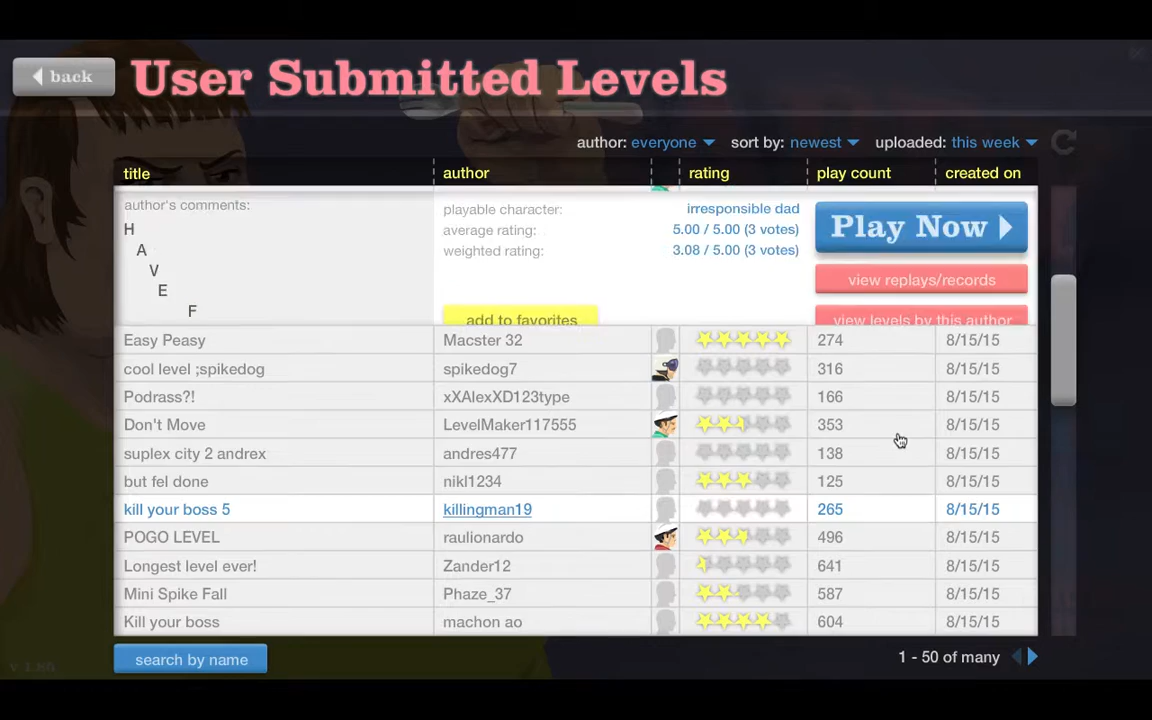 back
User Submitted Levels
author: everyone sort by: newest uploaded: this week
title author rating play count created on
author's comments:
H
A
V
E
F
playable character: irresponsible dad
average rating: 5.00 / 5.00 (3 votes)
weighted rating: 3.08 / 5.00 (3 votes)
add to favorites
Play Now
view replays/records
view levels by this author
Easy Peasy Macster 32 274 8/15/15
cool level ;spikedog spikedog7 316 8/15/15
Podrass?! xXAlexXD123type 166 8/15/15
Don't Move LevelMaker117555 353 8/15/15
suplex city 2 andrex andres477 138 8/15/15
but fel done nikl1234 125 8/15/15
kill your boss 5 killingman19 265 8/15/15
POGO LEVEL raulionardo 496 8/15/15
Longest level ever! Zander12 641 8/15/15
Mini Spike Fall Phaze_37 587 8/15/15
Kill your boss machon ao 604 8/15/15
search by name
1 - 50 of many